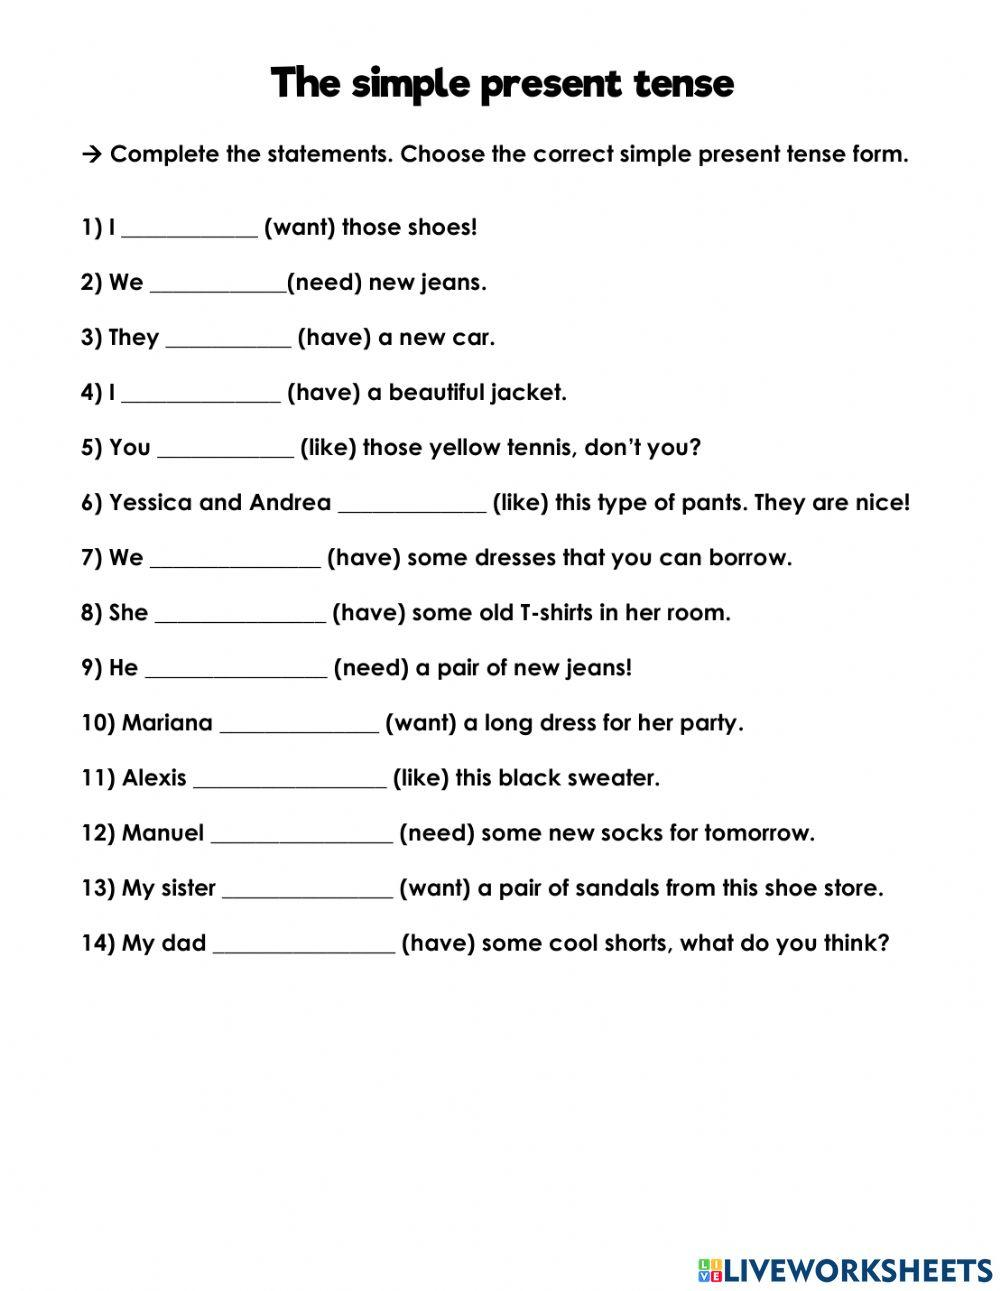 The simple present tense
→ Complete the statements. Choose the correct simple present tense form.
1) I ____________ (want) those shoes!
2) We ____________(need) new jeans.
3) They ___________ (have) a new car.
4) I ______________ (have) a beautiful jacket.
5) You ____________ (like) those yellow tennis, don’t you?
6) Yessica and Andrea _____________ (like) this type of pants. They are nice!
7) We _______________ (have) some dresses that you can borrow.
8) She _______________ (have) some old T-shirts in her room.
9) He ________________ (need) a pair of new jeans!
10) Mariana ______________ (want) a long dress for her party.
11) Alexis _________________ (like) this black sweater.
12) Manuel ________________ (need) some new socks for tomorrow.
13) My sister _______________ (want) a pair of sandals from this shoe store.
14) My dad ________________ (have) some cool shorts, what do you think?
LIVE LIVEWORKSHEETS